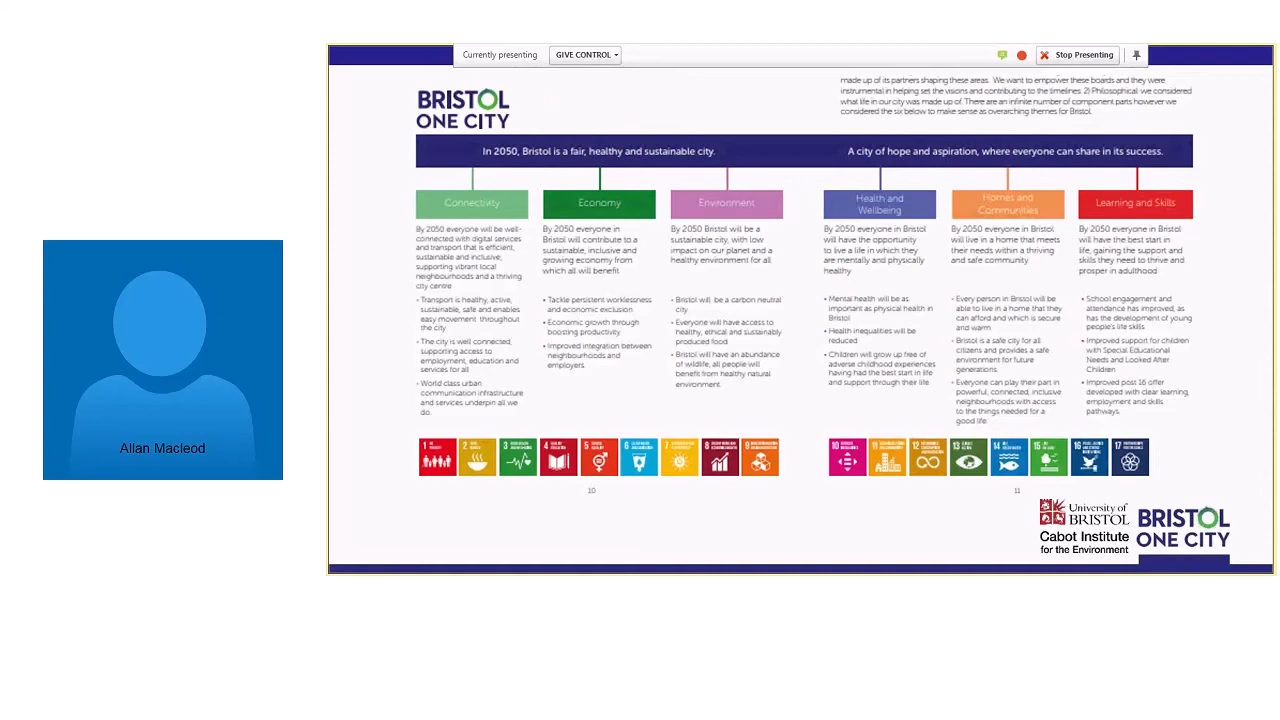 Currently presenting
GIVE CONTROL
Stop Presenting
made up of its partners shaping these areas. We want to empower these boards and they were
instrumental in helping set the visions and contributing to the timelines. 2) Philosophical: we considered
what life in our city was made up of. There are an infinite number of component parts however we
considered the six below to make sense as overarching themes for Bristol.
BRISTOL
ONE CITY
In 2050, Bristol is a fair, healthy and sustainable city.
A city of hope and aspiration, where everyone can share in its success.
Connectivity
By 2050 everyone will be well-
connected with digital services
and transport that is efficient,
sustainable and inclusive;
supporting vibrant local
neighbourhoods and a thriving
city centre
• Transport is healthy, active,
sustainable, safe and enables
easy movement throughout
the city
• The city is well connected,
supporting access to
employment, education and
services for all
• World class urban
communication infrastructure
and services underpin all we
do.
Economy
By 2050 everyone in
Bristol will contribute to a
sustainable, inclusive and
growing economy from
which all will benefit
• Tackle persistent worklessness
and economic exclusion
• Economic growth through
boosting productivity
• Improved integration between
neighbourhoods and
employers.
Environment
By 2050 Bristol will be a
sustainable city, with low
impact on our planet and a
healthy environment for all
• Bristol will be a carbon neutral
city
• Everyone will have access to
healthy, ethical and sustainably
produced food
• Bristol will have an abundance
of wildlife, all people will
benefit from healthy natural
environment
Health and
Wellbeing
By 2050 everyone in Bristol
will have the opportunity
to live a life in which they
are mentally and physically
healthy
• Mental health will be as
important as physical health in
Bristol
• Health inequalities will be
reduced
• Children will grow up free of
adverse childhood experiences
having had the best start in life
and support through their life
Homes and
Communities
By 2050 everyone in Bristol
will live in a home that meets
their needs within a thriving
and safe community
• Every person in Bristol will be
able to live in a home that they
can afford and which is secure
and warm
• Bristol is a safe city for all
citizens and provides a safe
environment for future
generations.
• Everyone can play their part in
powerful, connected, inclusive
neighbourhoods with access
to the things needed for a
good life.
Learning and Skills
By 2050 everyone in Bristol
will have the best start in
life, gaining the support and
skills they need to thrive and
prosper in adulthood
• School engagement and
attendance has improved, as
has the development of young
people's life skills
• Improved support for children
with Special Educational
Needs and Looked After
Children
• Improved post 16 offer
developed with clear learning,
employment and skills
pathways.
1 2 3 4 5 6 7 8 9
10 11 12 13 14 15 16 17
10
11
University of
BRISTOL
Cabot Institute
for the Environment
BRISTOL
ONE CITY
Allan Macleod